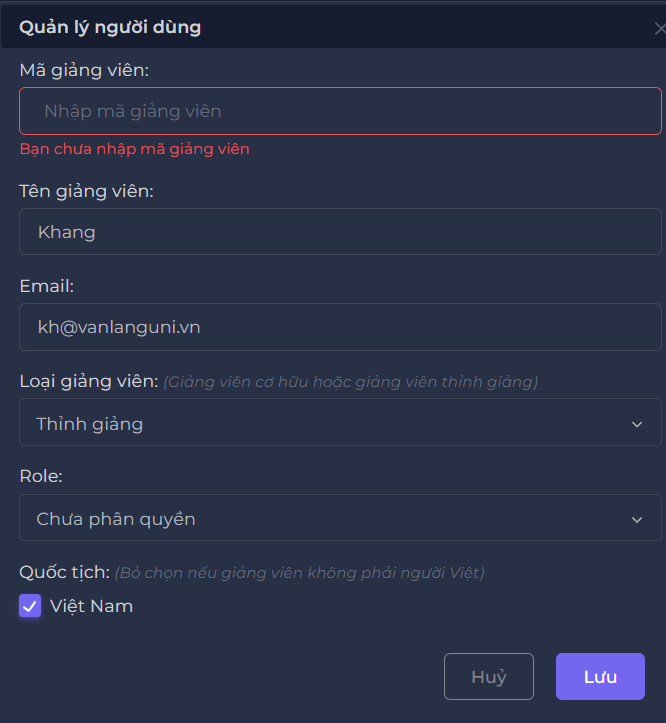 Quản lý người dùng
Mã giảng viên:
Nhập mã giảng viên
Bạn chưa nhập mã giảng viên
Tên giảng viên:
Khang
Email:
kh@vanlanguni.vn
Loại giảng viên: (Giảng viên cơ hữu hoặc giảng viên thỉnh giảng)
Thỉnh giảng
Role:
Chưa phân quyền
Quốc tịch: (Bỏ chọn nếu giảng viên không phải người Việt)
Việt Nam
Huỷ Lưu